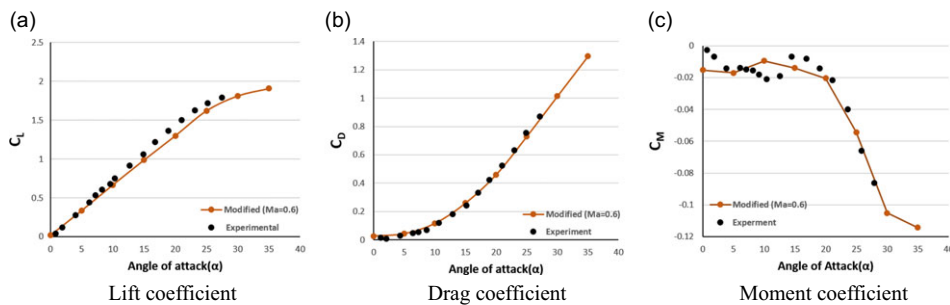 (a)
2.5
2
1.5
1
0.5
0
C_L
0 5 10 15 20 25 30 35 40
Angle of attack(α)
Modified (Ma=0.6)
Experimental
Lift coefficient
(b)
1.4
1.2
1
0.8
0.6
0.4
0.2
0
C_D
0 5 10 15 20 25 30 35 40
Angle of attack(α)
Modified (Ma=0.6)
Experiment
Drag coefficient
(c)
0
-0.02
-0.04
-0.06
-0.08
-0.1
-0.12
C_M
0 5 10 15 20 25 30 35 40
Angle of Attack(α)
Modified (Ma=0.6)
Experment
Moment coefficient